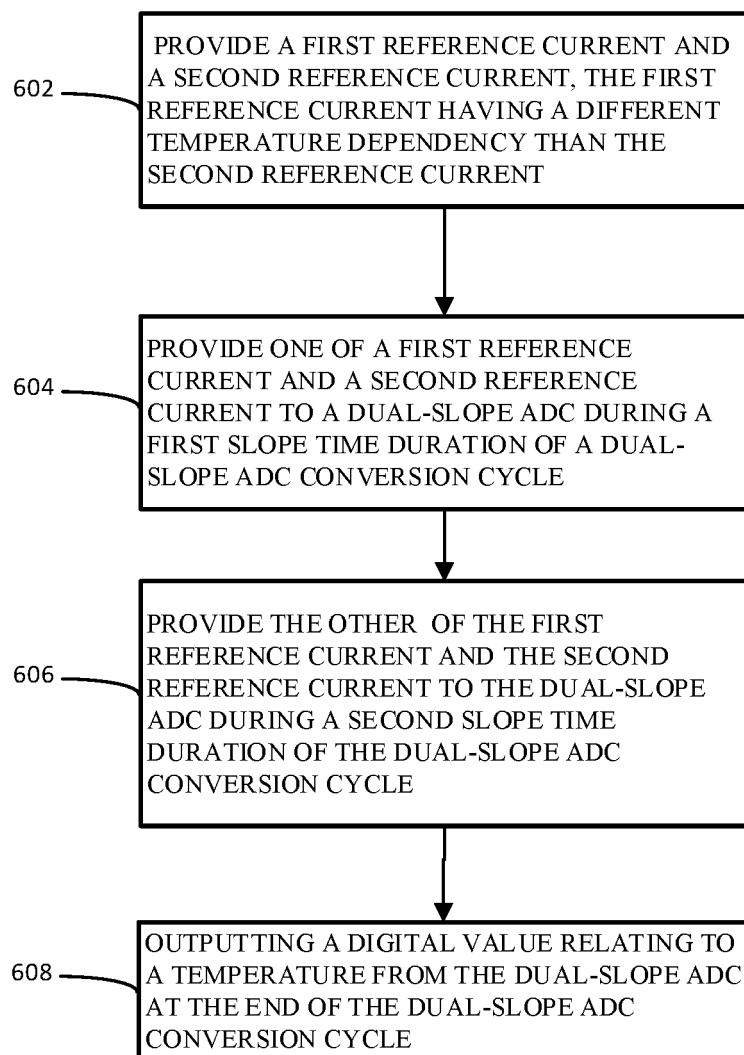 PROVIDE A FIRST REFERENCE CURRENT AND
A SECOND REFERENCE CURRENT, THE FIRST
602
REFERENCE CURRENT HAVING A DIFFERENT
TEMPERATURE DEPENDENCY THAN THE
SECOND REFERENCE CURRENT
PROVIDE ONE OF A FIRST REFERENCE
604
CURRENT AND A SECOND REFERENCE
CURRENT TO A DUAL-SLOPE ADC DURING A
FIRST SLOPE TIME DURATION OF A DUAL-
SLOPE ADC CONVERSION CYCLE
PROVIDE THE OTHER OF THE FIRST
REFERENCE CURRENT AND THE SECOND
606
REFERENCE CURRENT TO THE DUAL-SLOPE
ADC DURING A SECOND SLOPE TIME
DURATION OF THE DUAL-SLOPE ADC
CONVERSION CYCLE
OUTPUTTING A DIGITAL VALUE RELATING TO
608
A TEMPERATURE FROM THE DUAL-SLOPE ADC
AT THE END OF THE DUAL-SLOPE ADC
CONVERSION CYCLE